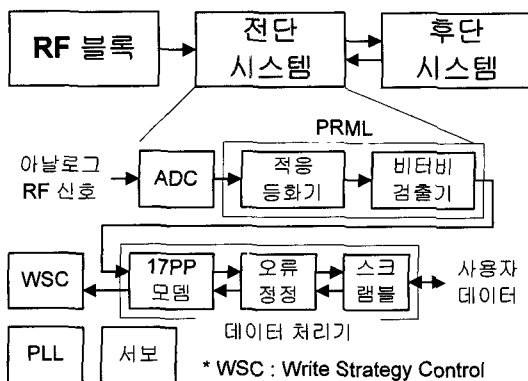 RF 블록
전단
시스템
후단
시스템
PRML
아날로그
RF 신호
ADC
적응
등화기
비터비
검출기
WSC
17PP
모뎀
오류
정정
스크
램블
사용자
데이터
데이터 처리기
PLL
서보
* WSC : Write Strategy Control